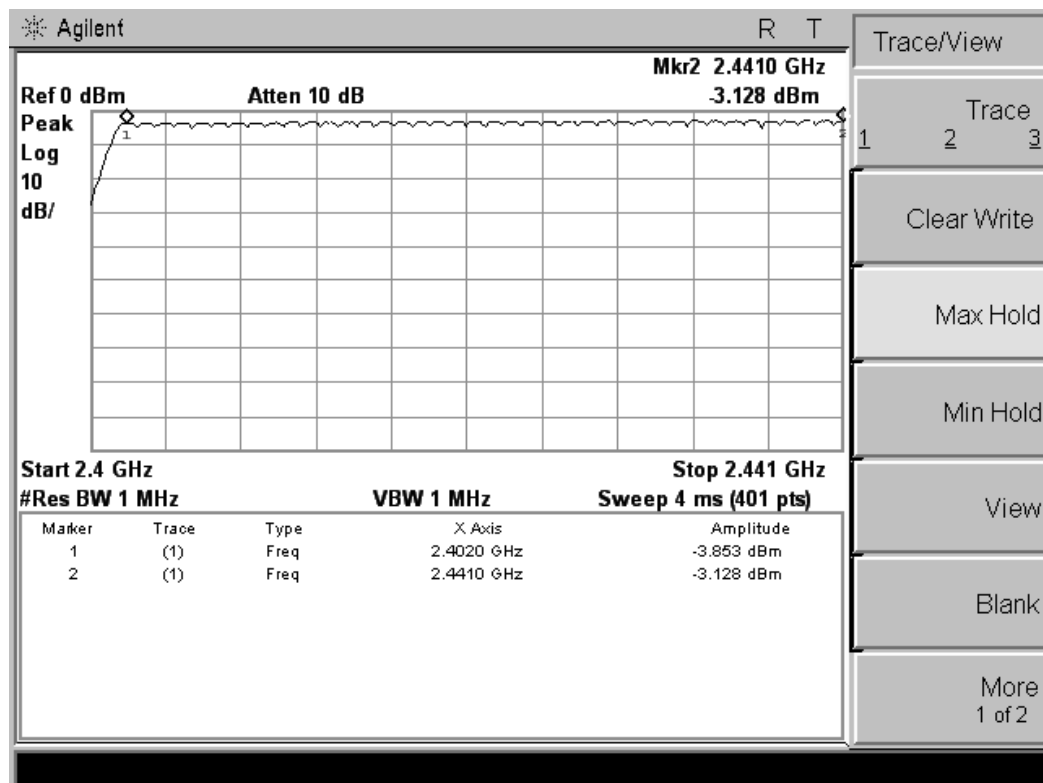 Agilent R T
Mkr2 2.4410 GHz
Ref 0 dBm Atten 10 dB -3.128 dBm
Peak
Log
10
dB/
1
2
Start 2.4 GHz Stop 2.441 GHz
#Res BW 1 MHz VBW 1 MHz Sweep 4 ms (401 pts)
Marker Trace Type X Axis Amplitude
1 (1) Freq 2.4020 GHz -3.853 dBm
2 (1) Freq 2.4410 GHz -3.128 dBm
Trace/View
Trace
1 2 3
Clear Write
Max Hold
Min Hold
View
Blank
More
1 of 2